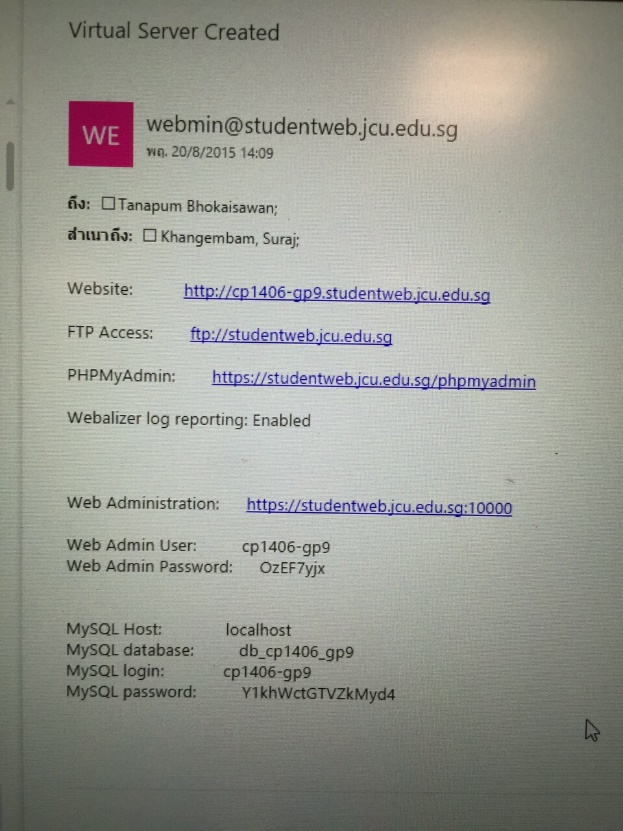 Virtual Server Created
WE
webmin@studentweb.jcu.edu.sg
พฤ. 20/8/2015 14:09
ถึง: Tanapum Bhokaisawan;
สำเนาถึง: Khangembam, Suraj;
Website: http://cp1406-gp9.studentweb.jcu.edu.sg
FTP Access: ftp://studentweb.jcu.edu.sg
PHPMyAdmin: https://studentweb.jcu.edu.sg/phpmyadmin
Webalizer log reporting: Enabled
Web Administration: https://studentweb.jcu.edu.sg:10000
Web Admin User: cp1406-gp9
Web Admin Password: OzEF7yjx
MySQL Host: localhost
MySQL database: db_cp1406_gp9
MySQL login: cp1406-gp9
MySQL password: Y1khWctGTVZkMyd4